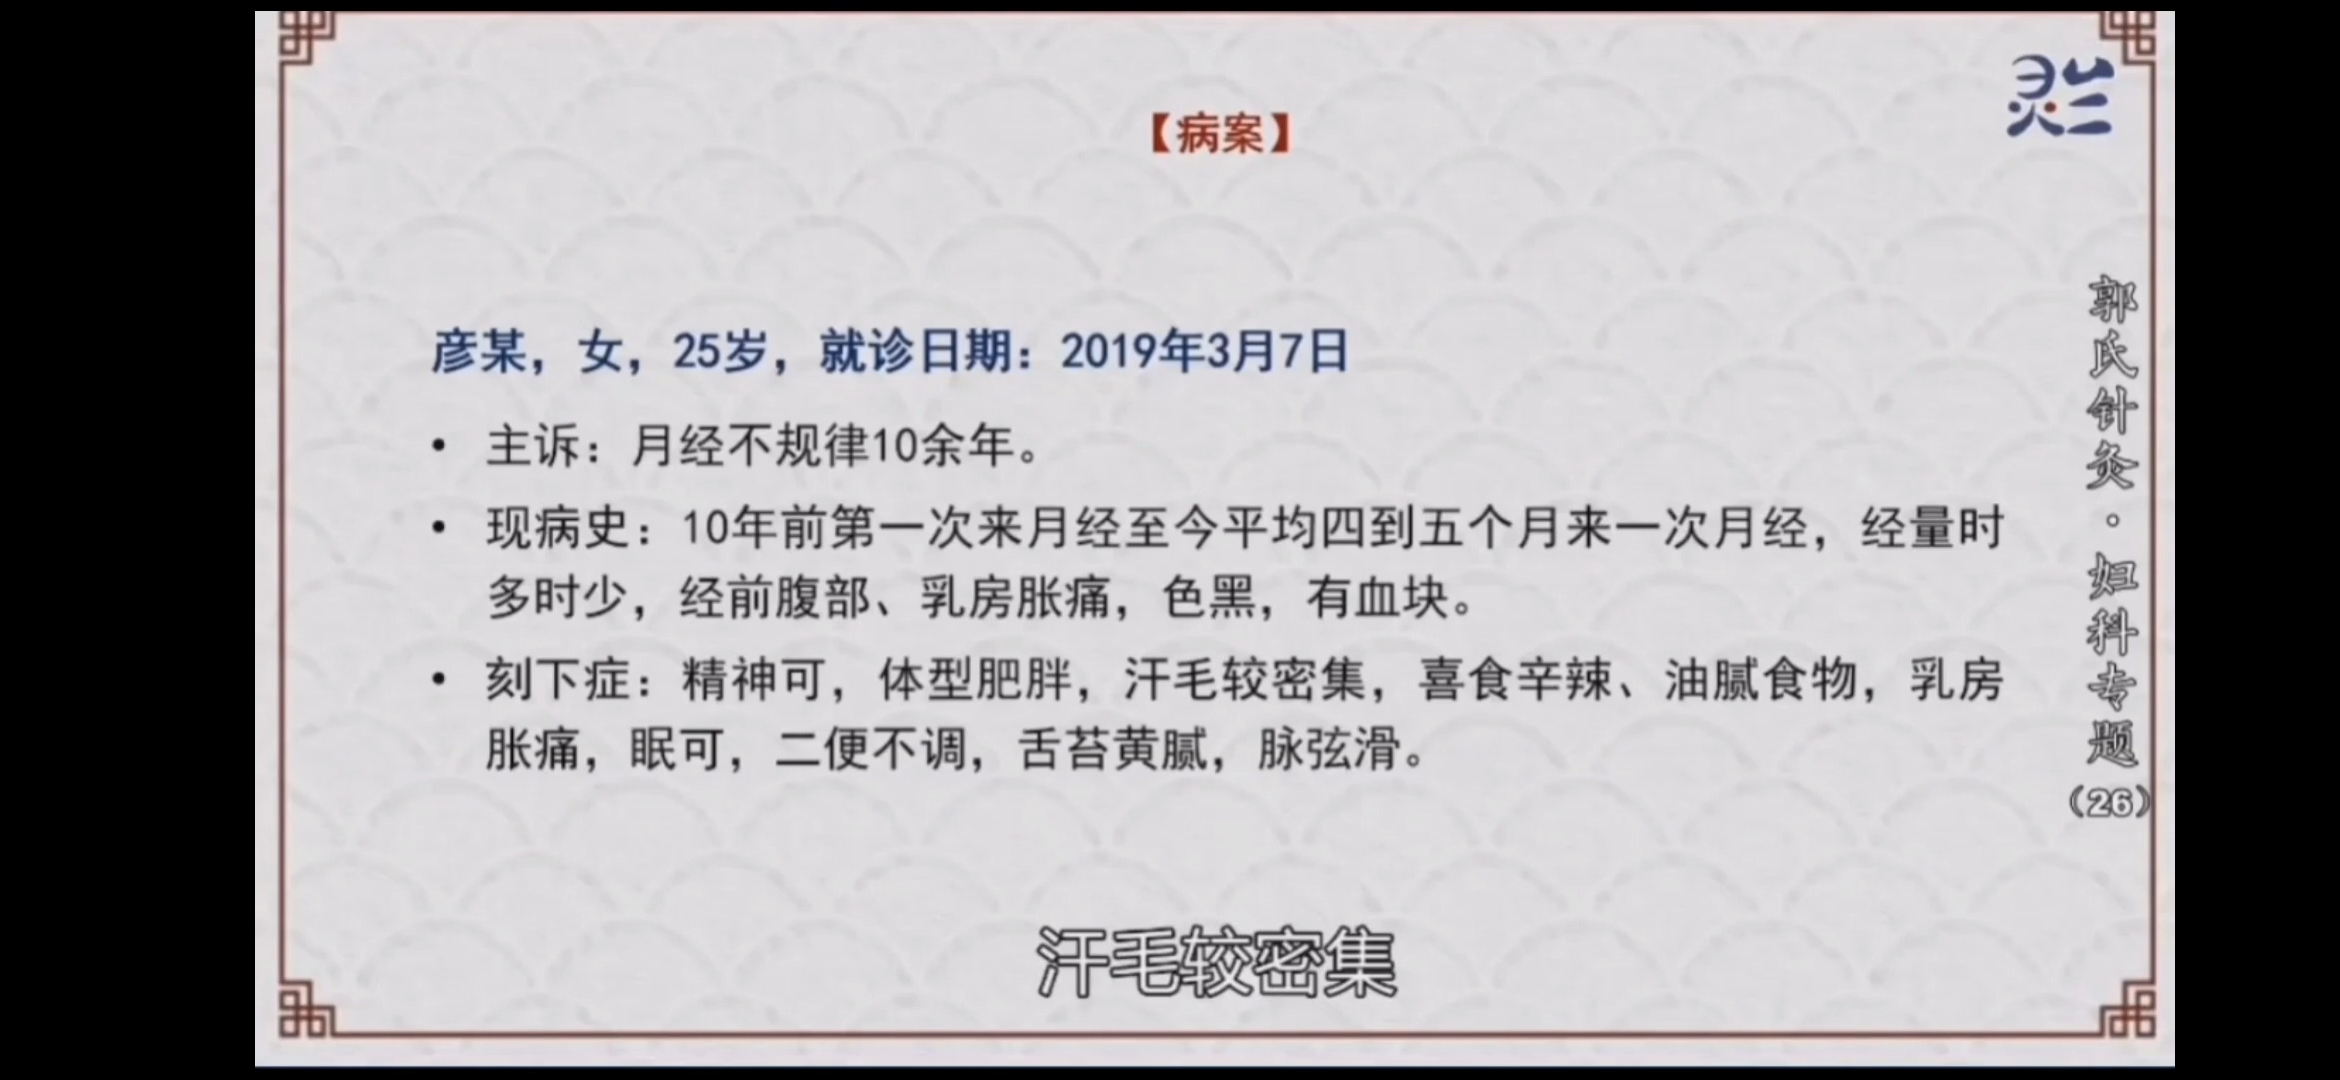 【病案】
灵兰
彦某，女，25岁，就诊日期：2019年3月7日
• 主诉：月经不规律10余年。
• 现病史：10年前第一次来月经至今平均四到五个月来一次月经，经量时
多时少，经前腹部、乳房胀痛，色黑，有血块。
• 刻下症：精神可，体型肥胖，汗毛较密集，喜食辛辣、油腻食物，乳房
胀痛，眠可，二便不调，舌苔黄腻，脉弦滑。
郭氏针灸·妇科专题（26）
汗毛较密集